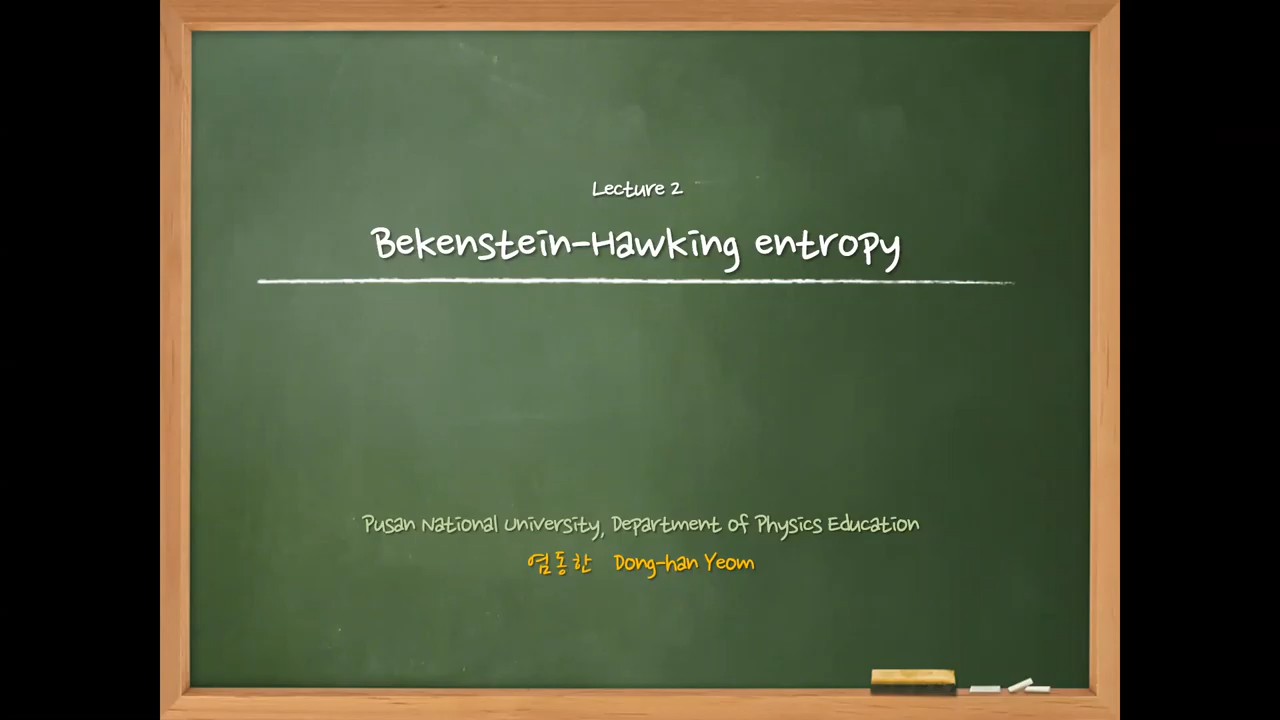 Lecture 2
Bekenstein-Hawking entropy
Pusan National University, Department of Physics Education
염동한 Dong-han Yeom